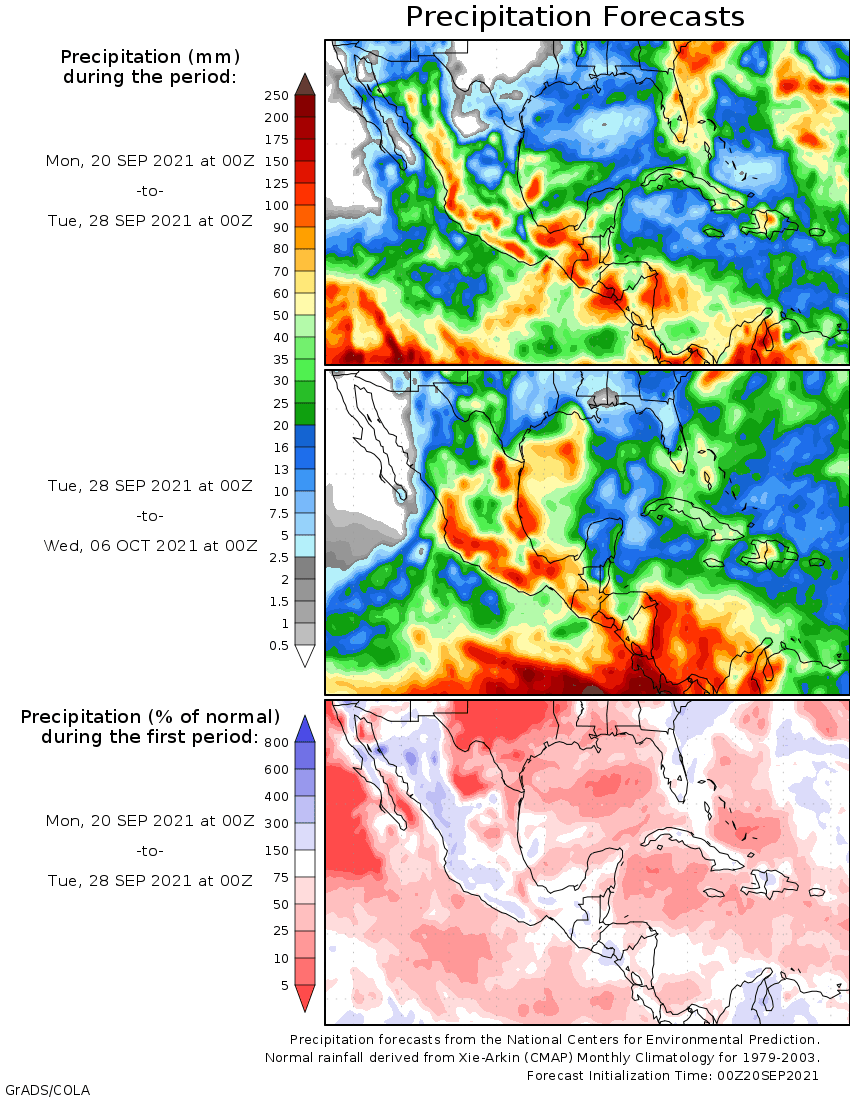 Precipitation Forecasts
Precipitation (mm)
during the period:
Mon, 20 SEP 2021 at 00Z
-to-
Tue, 28 SEP 2021 at 00Z
250
200
175
150
125
100
90
80
70
60
50
40
35
30
25
20
16
13
10
7.5
5
2.5
2
1.5
1
0.5
Tue, 28 SEP 2021 at 00Z
-to-
Wed, 06 OCT 2021 at 00Z
Precipitation (% of normal)
during the first period:
Mon, 20 SEP 2021 at 00Z
-to-
Tue, 28 SEP 2021 at 00Z
800
600
400
300
150
75
50
25
10
5
Precipitation forecasts from the National Centers for Environmental Prediction.
Normal rainfall derived from Xie-Arkin (CMAP) Monthly Climatology for 1979-2003.
Forecast Initialization Time: 00Z20SEP2021
GrADS/COLA